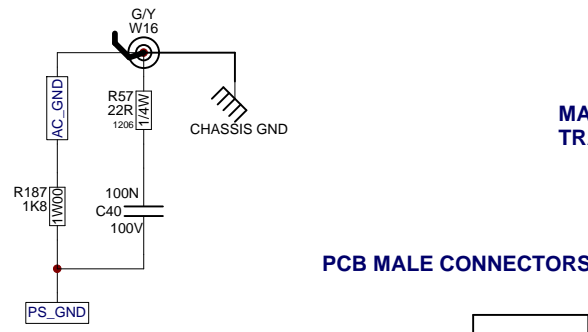 G/Y
W16
AC_GND
R57
22R
1206
1/4W
CHASSIS GND
MA
TR
R187
1K8
1W00
100N
C40
100V
PCB MALE CONNECTORS
PS_GND